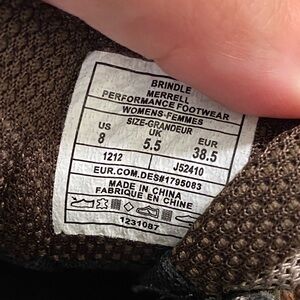 BRINDLE
MERRELL
PERFORMANCE FOOTWEAR
WOMENS-FEMMES
SIZE-GRANDEUR
US UK EUR
8 5.5 38.5
1212 J52410
EUR.COM.DES#1795083
MADE IN CHINA
FABRIQUE EN CHINE
1231087